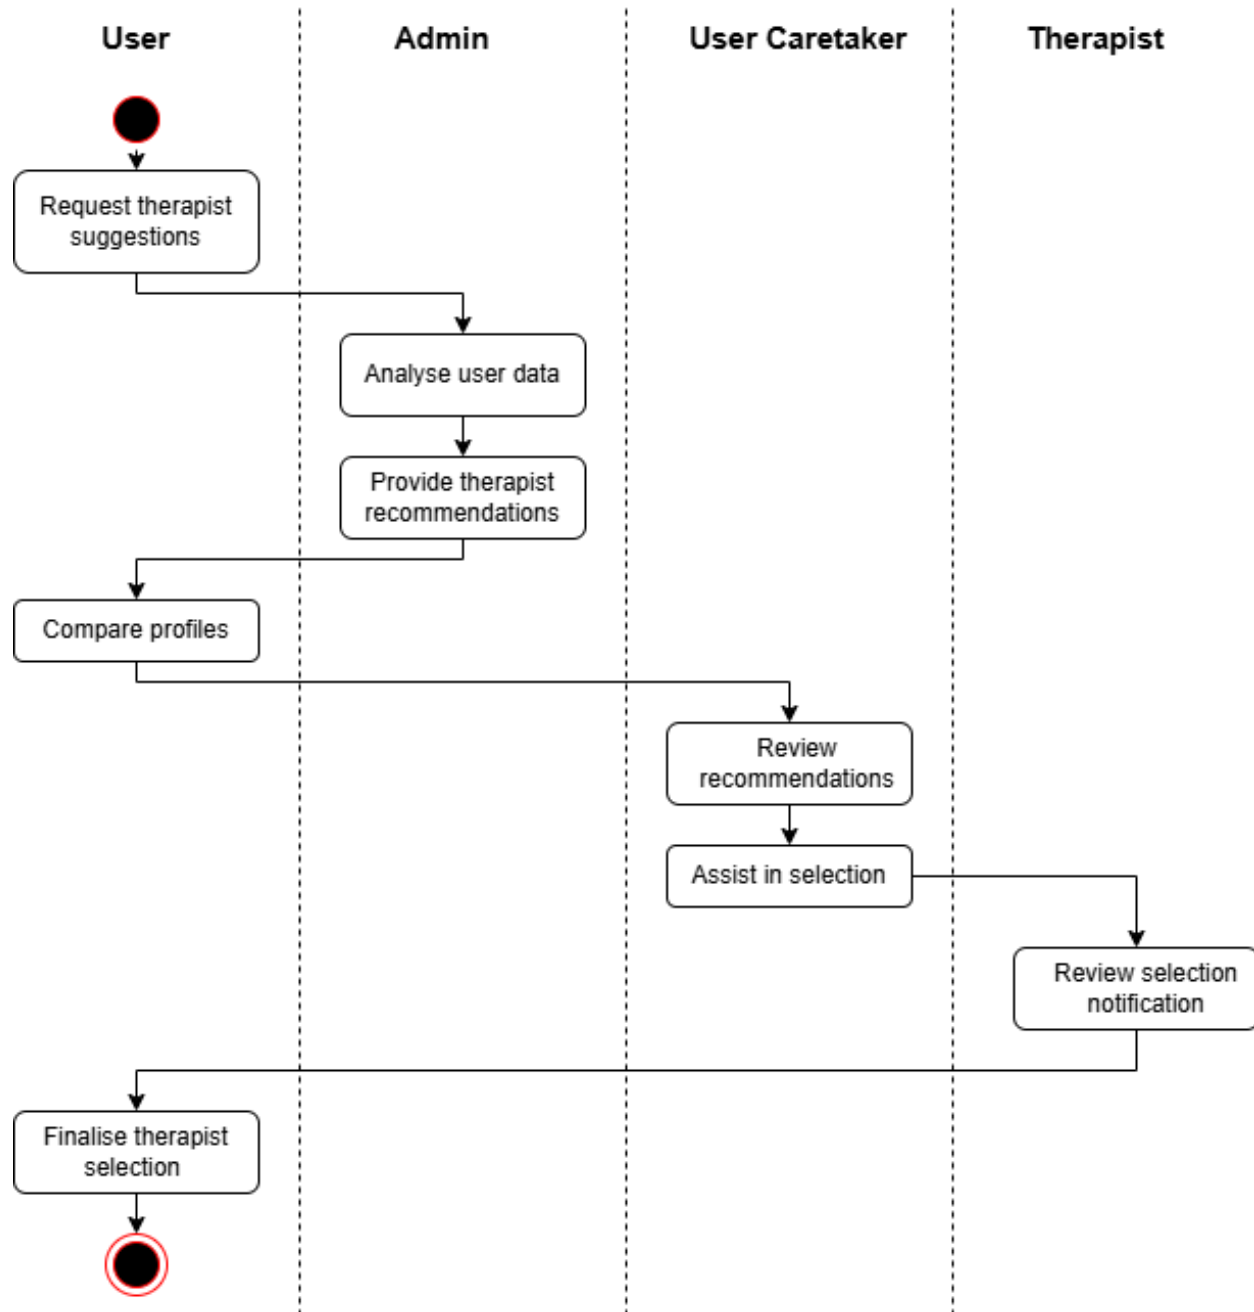 User
Admin
User Caretaker
Therapist
Request therapist
suggestions
Analyse user data
Provide therapist
recommendations
Compare profiles
Review
recommendations
Assist in selection
Review selection
notification
Finalise therapist
selection